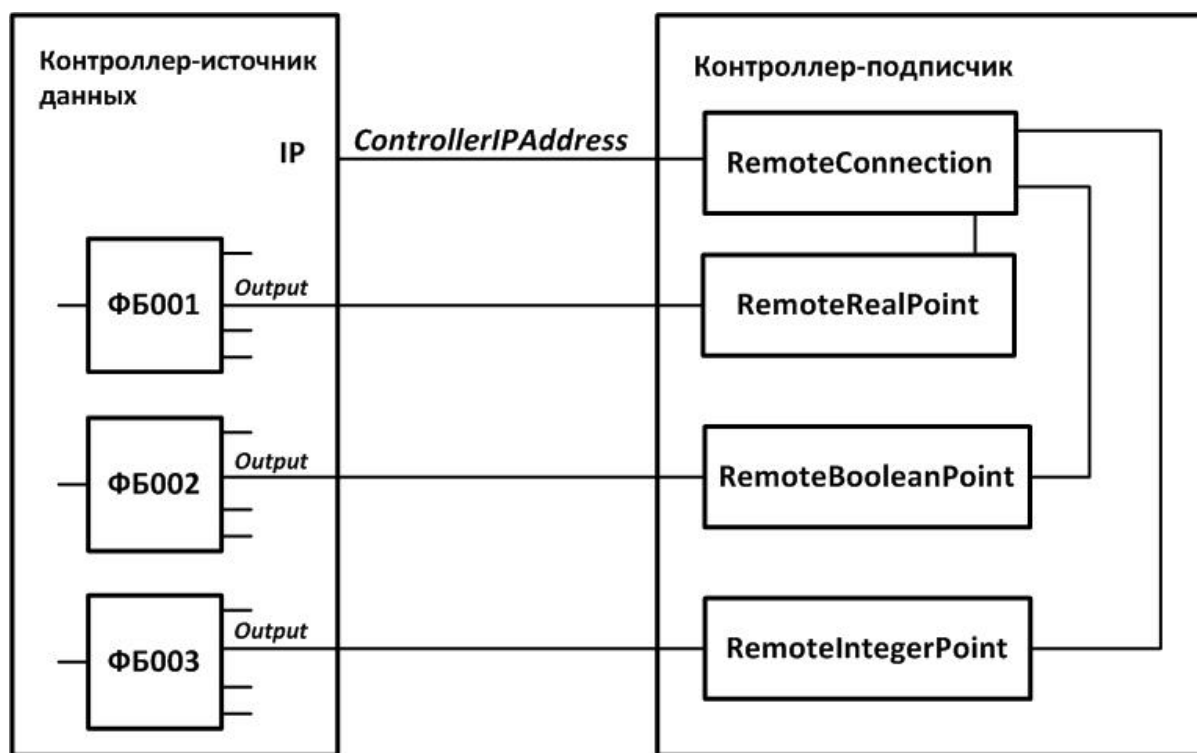 Контроллер-источник
данных
Контроллер-подписчик
IP
ControllerIPAddress
RemoteConnection
ФБ001
Output
RemoteRealPoint
ФБ002
Output
RemoteBooleanPoint
ФБ003
Output
RemoteIntegerPoint